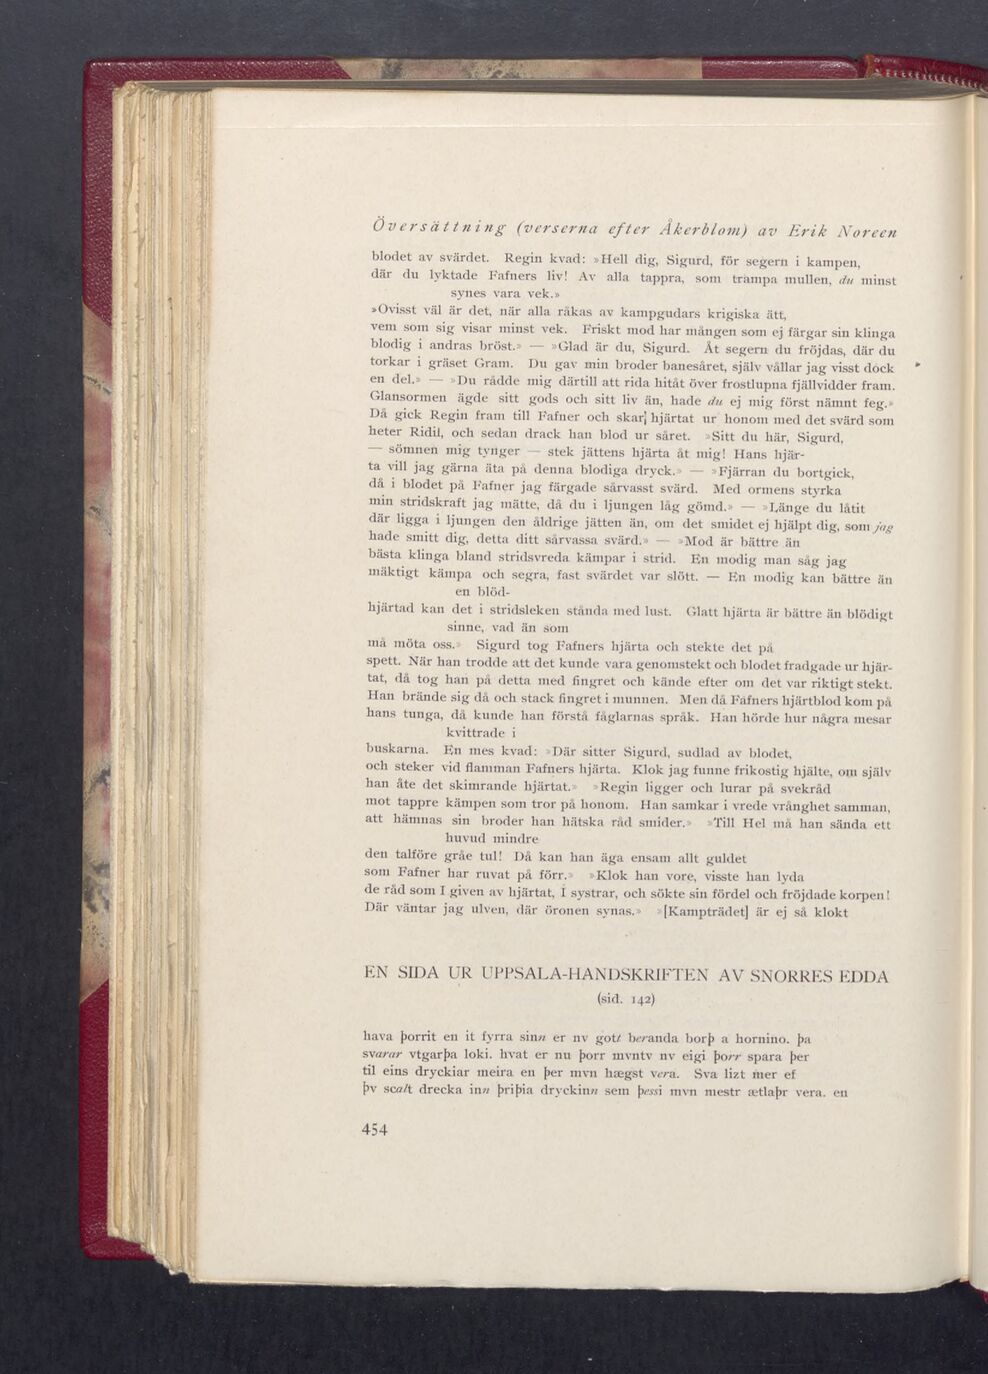 Översättning (verserna efter Åkerblom) av Erik Noreen
blodet av svärdet. Regin kvad: »Hell dig, Sigurd, för segern i kampen,
där du lyktade Fafners liv! Av alla tappra, som trampa mullen, du minst
synes vara vek.»
»Ovisst väl är det, när alla råkas av kampgudars krigiska ätt,
vem som sig visar minst vek. Friskt mod har mången som ej färgar sin klinga
blodig i andras bröst.» — »Glad är du, Sigurd. Åt segern du fröjdas, där du
torkar i gräset Gram. Du gav min broder banesåret, själv vållar jag visst dock
en del.» — »Du rådde mig därtill att rida hitåt över frostlupna fjällvidder fram.
Glansormen ägde sitt gods och sitt liv än, hade du ej mig först nämnt feg.»
Då gick Regin fram till Fafner och skar hjärtat ur honom med det svärd som
heter Ridil, och sedan drack han blod ur såret. »Sitt du här, Sigurd,
— sömnen mig tynger — stek jättens hjärta åt mig! Hans hjär-
ta vill jag gärna äta på denna blodiga dryck.» — »Fjärran du bortgick,
då i blodet på Fafner jag färgade sårvasst svärd. Med ormens styrka
min stridskraft jag mätte, då du i ljungen låg gömd.» — »Länge du låtit
där ligga i ljungen den åldrige jätten än, om det smidet ej hjälpt dig, som jag
hade smitt dig, detta ditt sårvassa svärd.» — »Mod är bättre än
bästa klinga bland stridsvreda kämpar i strid. En modig man såg jag
mäktigt kämpa och segra, fast svärdet var slött. — En modig kan bättre än
en blöd-
hjärtad kan det i stridsleken stånda med lust. Glatt hjärta är bättre än blödigt
sinne, vad än som
må möta oss.» Sigurd tog Fafners hjärta och stekte det på
spett. När han trodde att det kunde vara genomstekt och blodet fradgade ur hjär-
tat, då tog han på detta med fingret och kände efter om det var riktigt stekt.
Han brände sig då och stack fingret i munnen. Men då Fafners hjärtblod kom på
hans tunga, då kunde han förstå fåglarnas språk. Han hörde hur några mesar
kvittrade i
buskarna. En mes kvad: »Där sitter Sigurd, sudlad av blodet,
och steker vid flamman Fafners hjärta. Klok jag funne frikostig hjälte, om själv
han åte det skimrande hjärtat.» »Regin ligger och lurar på svekråd
mot tappre kämpen som tror på honom. Han samkar i vrede vrånghet samman,
att hämnas sin broder han hätska råd smider.» »Till Hel må han sända ett
huvud mindre
den talföre gråe tul! Då kan han äga ensam allt guldet
som Fafner har ruvat på förr.» »Klok han vore, visste han lyda
de råd som I given av hjärtat, I systrar, och sökte sin fördel och fröjdade korpen!
Där väntar jag ulven, där öronen synas.» »[Kampträdet] är ej så klokt
EN SIDA UR UPPSALA-HANDSKRIFTEN AV SNORRES EDDA
(sid. 142)
hava þorrit en it fyrra sinn er nv gott beranda borþ a hornino. þa
svarar vtgarþa loki. hvat er nu þorr mvntv nv eigi þorr spara þer
til eins dryckiar meira en þer mvn hægst vera. Sva lizt mer ef
þv scalt drecka inn þriþia dryckinn sem þessi mvn mestr ætlaþr vera. en
454